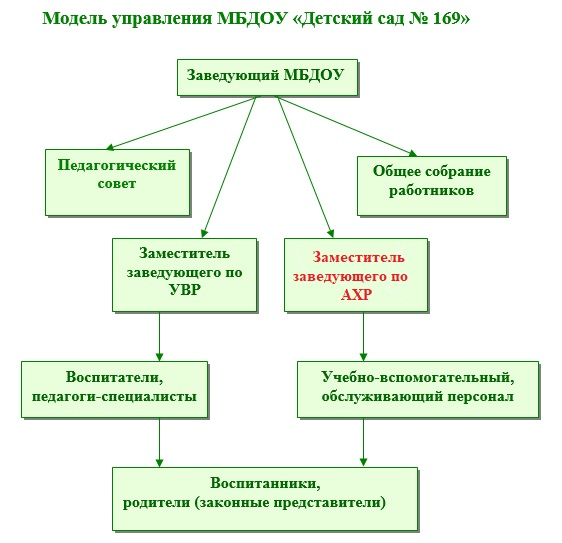 Модель управления МБДОУ «Детский сад № 169»
Заведующий МБДОУ
Педагогический
совет
Общее собрание
работников
Заместитель
заведующего по
УВР
Заместитель
заведующего по
АХР
Воспитатели,
педагоги-специалисты
Учебно-вспомогательный,
обслуживающий персонал
Воспитанники,
родители (законные представители)